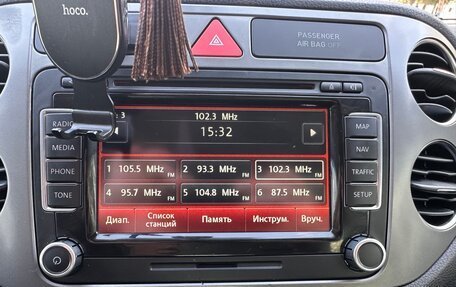 hoco.
PASSENGER
AIR BAG OFF
3
102.3 MHz
15:32
RADIO
MEDIA
PHONE
TONE
MAP
NAV
TRAFFIC
SETUP
1 105.5 MHz FM
2 93.3 MHz FM
3 102.3 MHz FM
4 95.7 MHz FM
5 104.8 MHz FM
6 87.5 MHz FM
Диап.
Список
станций
Память
Инструм.
Вруч.